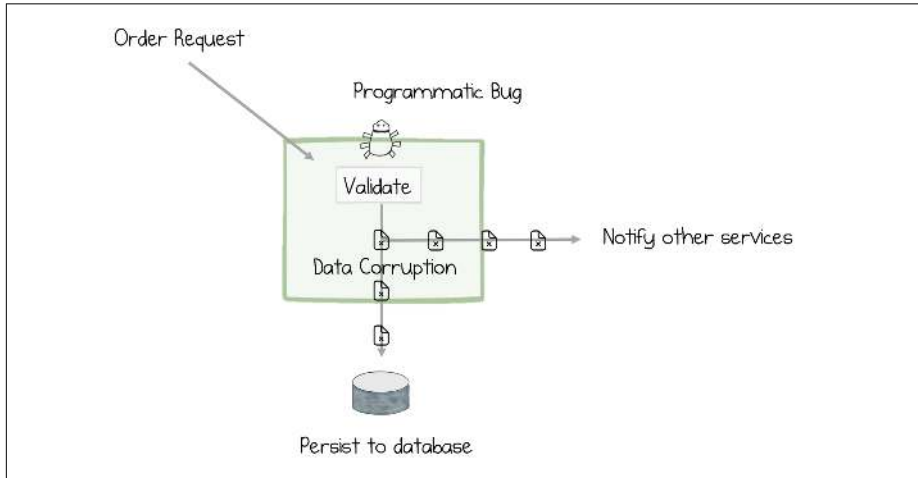 Order Request
Programmatic Bug
Validate
Notify other services
Data Corruption
Persist to database